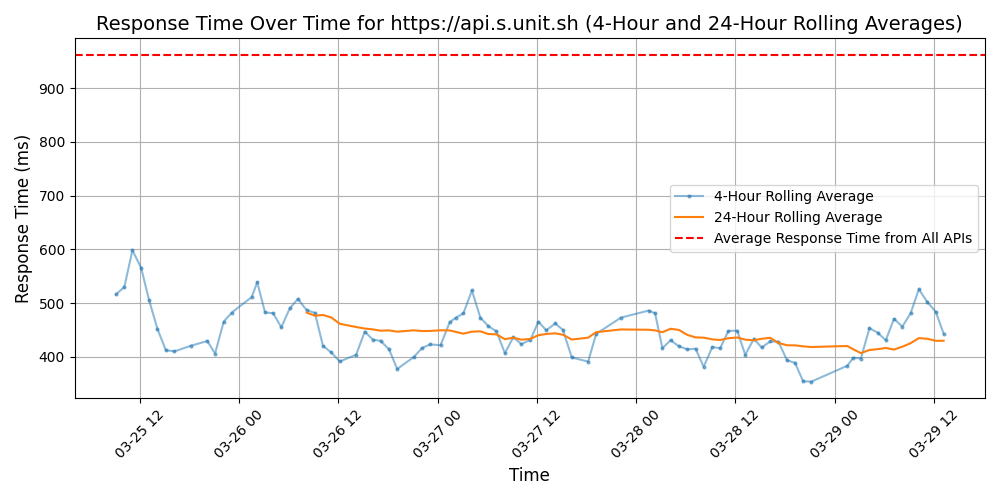 Response Time Over Time for https://api.s.unit.sh (4-Hour and 24-Hour Rolling Averages)
Response Time (ms)
900
800
700
600
500
400
4-Hour Rolling Average
24-Hour Rolling Average
Average Response Time from All APIs
03-25 12
03-26 00
03-26 12
03-27 00
03-27 12
03-28 00
03-28 12
03-29 00
03-29 12
Time